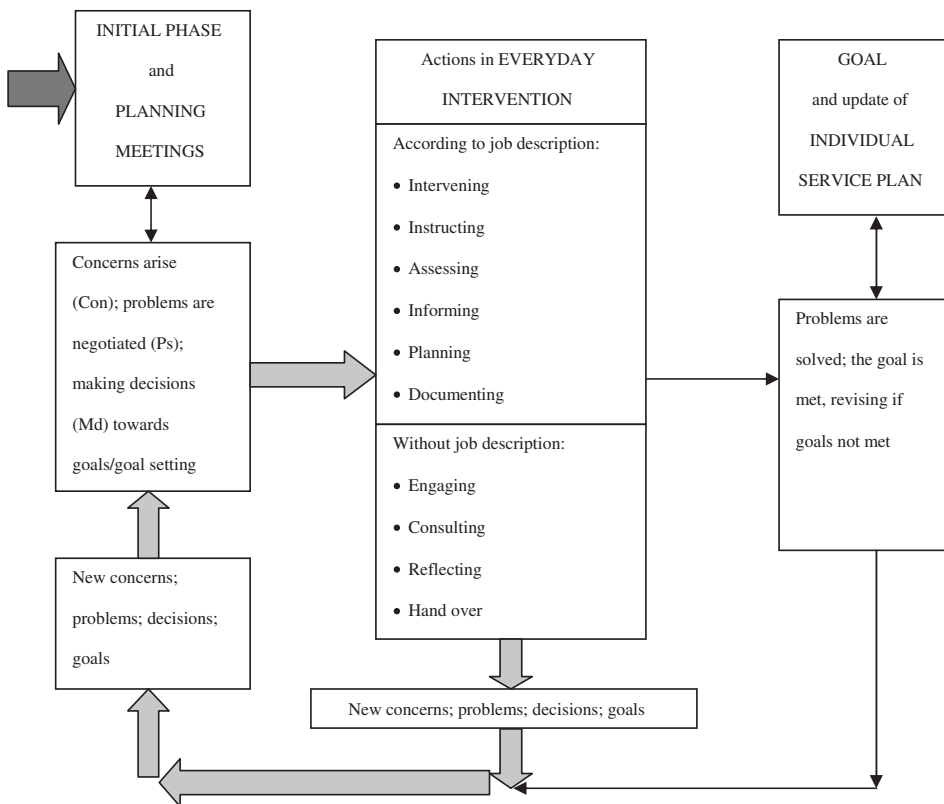 INITIAL PHASE
and
PLANNING
MEETINGS
Concerns arise
(Con); problems are
negotiated (Ps);
making decisions
(Md) towards
goals/goal setting
New concerns;
problems; decisions;
goals
Actions in EVERYDAY
INTERVENTION
According to job description:
• Intervening
• Instructing
• Assessing
• Informing
• Planning
• Documenting
Without job description:
• Engaging
• Consulting
• Reflecting
• Hand over
New concerns; problems; decisions; goals
GOAL
and update of
INDIVIDUAL
SERVICE PLAN
Problems are
solved; the goal is
met, revising if
goals not met